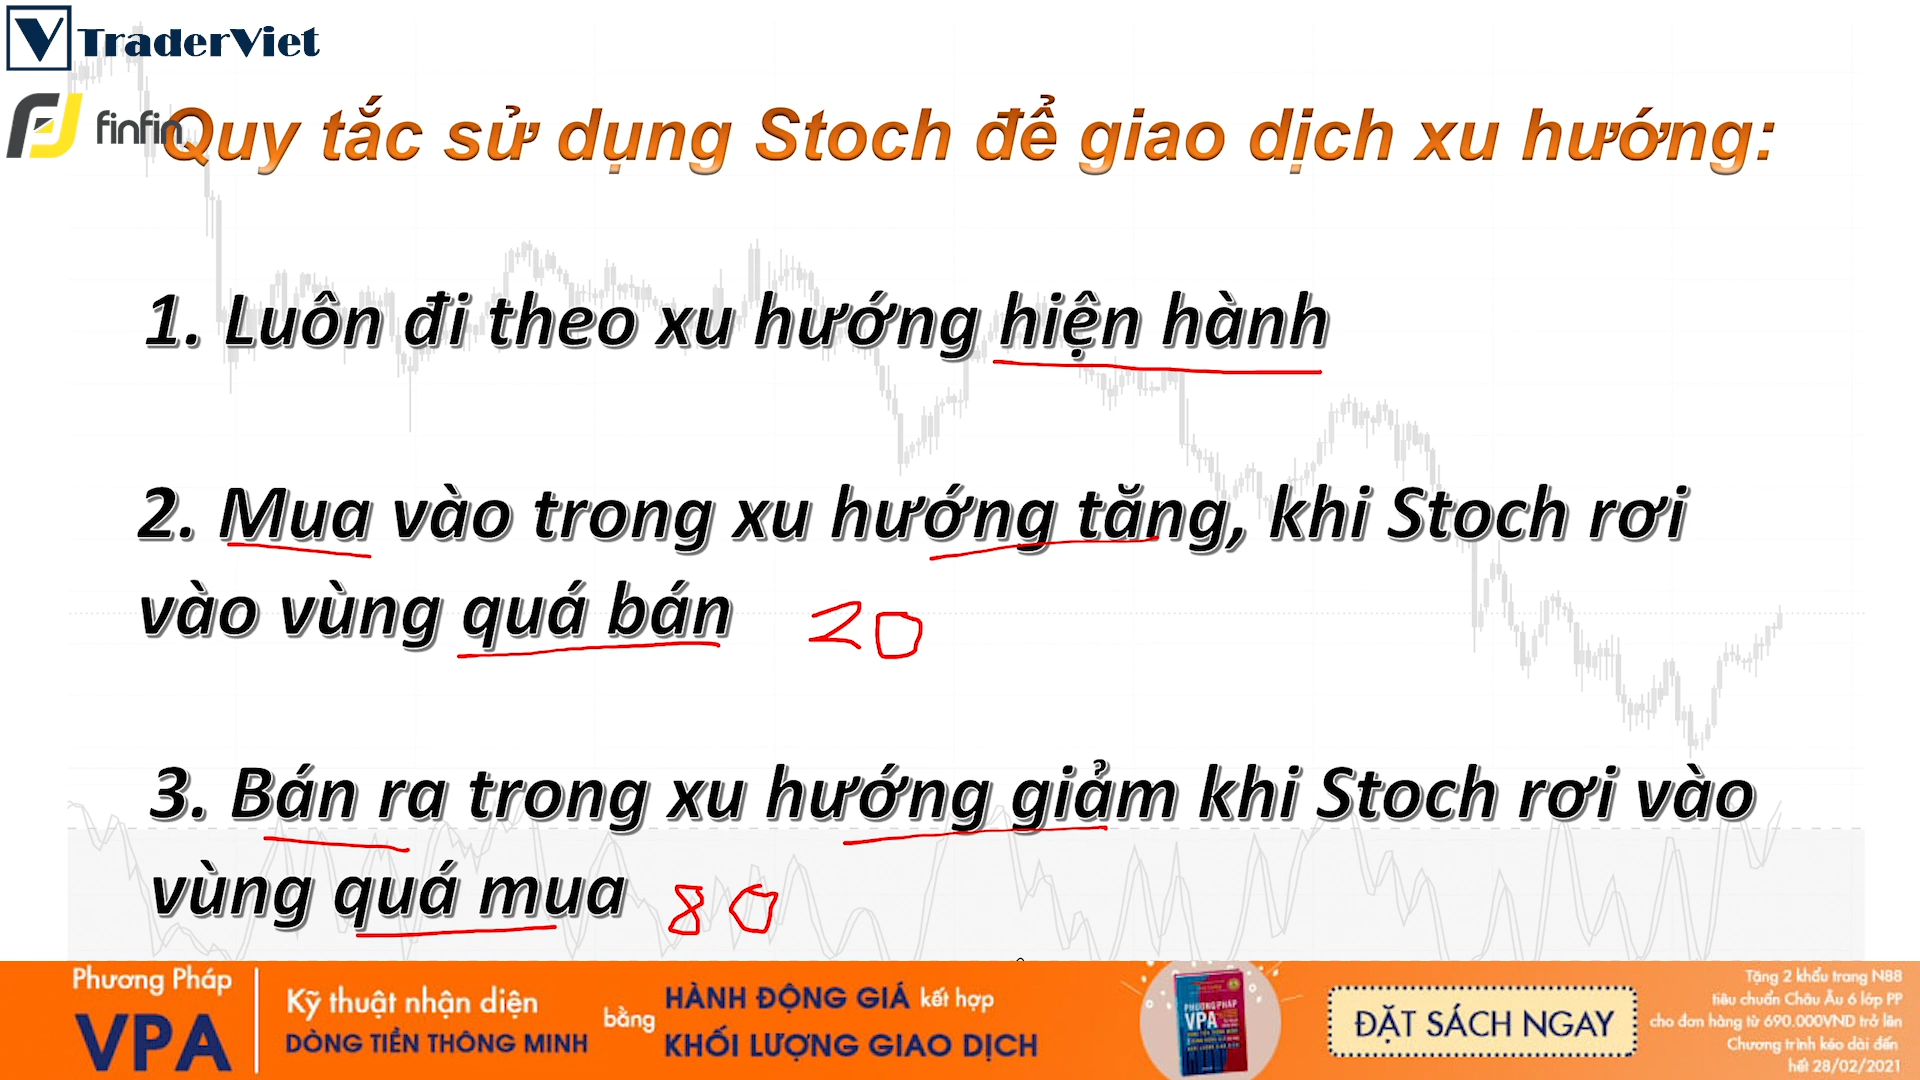 TraderViet
finfin
Quy tắc sử dụng Stoch để giao dịch xu hướng:
1. Luôn đi theo xu hướng hiện hành
2. Mua vào trong xu hướng tăng, khi Stoch rơi
vào vùng quá bán 20
3. Bán ra trong xu hướng giảm khi Stoch rơi vào
vùng quá mua 80
Phương Pháp
VPA
Kỹ thuật nhận diện
DÒNG TIỀN THÔNG MINH
bằng
HÀNH ĐỘNG GIÁ kết hợp
KHỐI LƯỢNG GIAO DỊCH
PHƯƠNG PHÁP
VPA
ĐẶT SÁCH NGAY
Tặng 2 khẩu trang N88
tiêu chuẩn Châu Âu 6 lớp PP
cho đơn hàng từ 690.000VND trở lên
Chương trình kéo dài đến
hết 28/02/2021